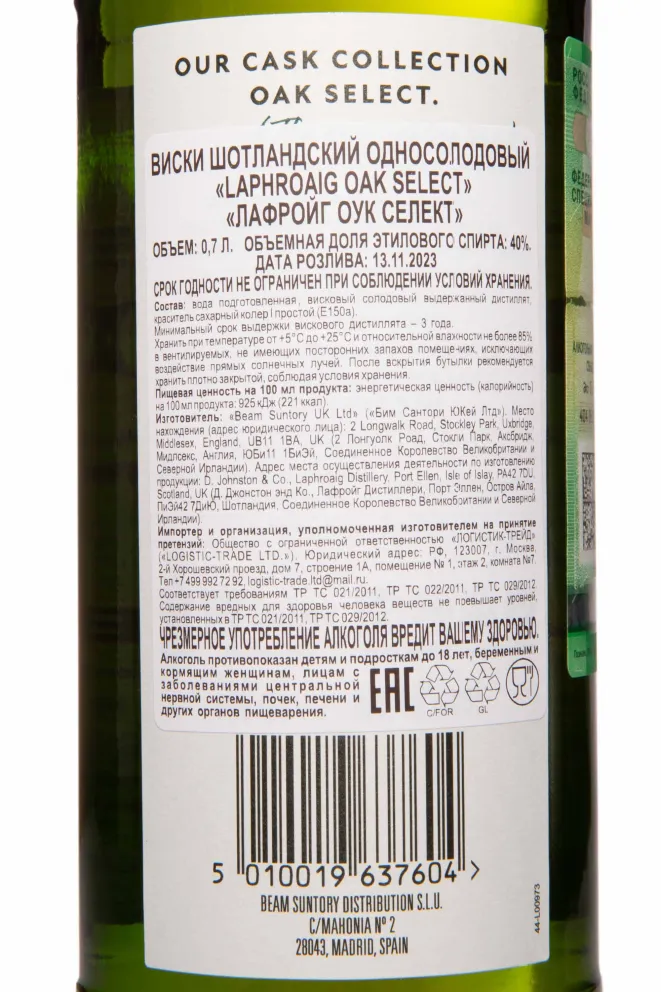 OUR CASK COLLECTION
OAK SELECT.
ВИСКИ ШОТЛАНДСКИЙ ОДНОСОЛОДОВЫЙ
«LAPHROAIG OAK SELECT»
«ЛАФРОЙГ ОУК СЕЛЕКТ»
ОБЪЕМ: 0,7 Л. ОБЪЕМНАЯ ДОЛЯ ЭТИЛОВОГО СПИРТА: 40%.
ДАТА РОЗЛИВА: 13.11.2023
СРОК ГОДНОСТИ НЕ ОГРАНИЧЕН ПРИ СОБЛЮДЕНИИ УСЛОВИЙ ХРАНЕНИЯ.
Состав: вода подготовленная, висковый солодовый выдержанный дистиллят,
краситель сахарный колер I простой (Е150а).
Минимальный срок выдержки вискового дистиллята – 3 года.
Хранить при температуре от +5°С до +25°С и относительной влажности не более 85%,
в вентилируемых, не имеющих посторонних запахов помещениях, исключающих
воздействие прямых солнечных лучей. После вскрытия бутылки рекомендуется
хранить плотно закрытой, соблюдая условия хранения.
Пищевая ценность на 100 мл продукта: энергетическая ценность (калорийность)
на 100 мл продукта: 925 кДж (221 ккал).
Изготовитель: «Beam Suntory UK Ltd» («Бим Сантори ЮКей Лтд»). Место
нахождения (адрес юридического лица): 2 Longwalk Road, Stockley Park, Uxbridge,
Middlesex, England, UB11 1BA, UK (2 Лонгуолк Роад, Стокли Парк, Аксбридж,
Мидлсекс, Англия, ЮБи11 1БиЭй, Соединенное Королевство Великобритании и
Северной Ирландии). Адрес места осуществления деятельности по изготовлению
продукции: D. Johnston & Co., Laphroaig Distillery, Port Ellen, Isle of Islay, PA42 7DU,
Scotland, UK (Д. Джонстон энд Ко., Лафройг Дистиллери, Порт Эллен, Остров Айла,
ПиЭй42 7ДиЮ, Шотландия, Соединенное Королевство Великобритании и Северной
Ирландии).
Импортер и организация, уполномоченная изготовителем на принятие
претензий: Общество с ограниченной ответственностью «ЛОГИСТИК-ТРЕЙД»
(«LOGISTIC-TRADE LTD.»). Юридический адрес: РФ, 123007, г. Москва,
2-й Хорошевский проезд, дом 7, строение 1А, помещение № 1, этаж 2, комната №7.
Тел +7 499 992 72 92, logistic-trade.ltd@mail.ru.
Соответствует требованиям ТР ТС 021/2011, ТР ТС 022/2011, ТР ТС 029/2012.
Содержание вредных для здоровья человека веществ не превышает уровней,
установленных в ТР ТС 021/2011, ТР ТС 029/2012.
ЧРЕЗМЕРНОЕ УПОТРЕБЛЕНИЕ АЛКОГОЛЯ ВРЕДИТ ВАШЕМУ ЗДОРОВЬЮ.
Алкоголь противопоказан детям и подросткам до 18 лет, беременным и
кормящим женщинам, лицам с
заболеваниями центральной
нервной системы, почек, печени и
других органов пищеварения.
EAC
C/FOR
GL
5 010019 637604 >
BEAM SUNTORY DISTRIBUTION S.L.U.
C/MAHONIA Nº 2
28043, MADRID, SPAIN
44-L00973